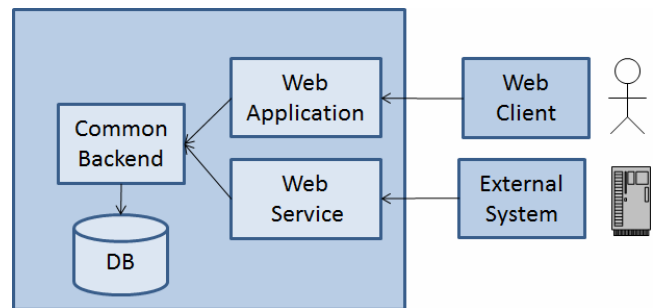 Web
Application
Web
Client
Common
Backend
Web
Service
External
System
DB